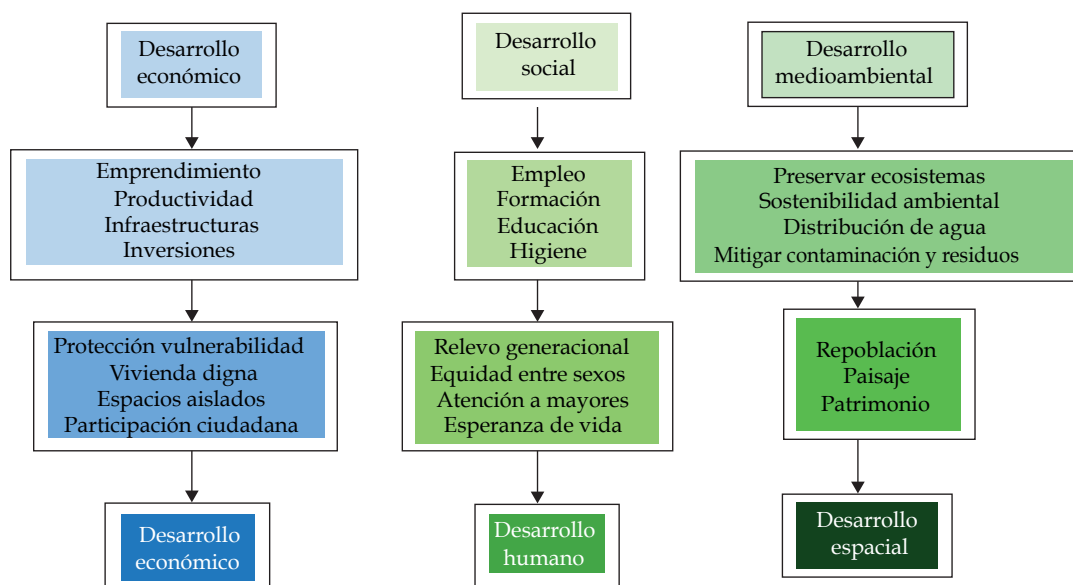 Desarrollo
económico
Emprendimiento
Productividad
Infraestructuras
Inversiones
Protección vulnerabilidad
Vivienda digna
Espacios aislados
Participación ciudadana
Desarrollo
económico
Desarrollo
social
Empleo
Formación
Educación
Higiene
Relevo generacional
Equidad entre sexos
Atención a mayores
Esperanza de vida
Desarrollo
humano
Desarrollo
medioambiental
Preservar ecosistemas
Sostenibilidad ambiental
Distribución de agua
Mitigar contaminación y residuos
Repoblación
Paisaje
Patrimonio
Desarrollo
espacial